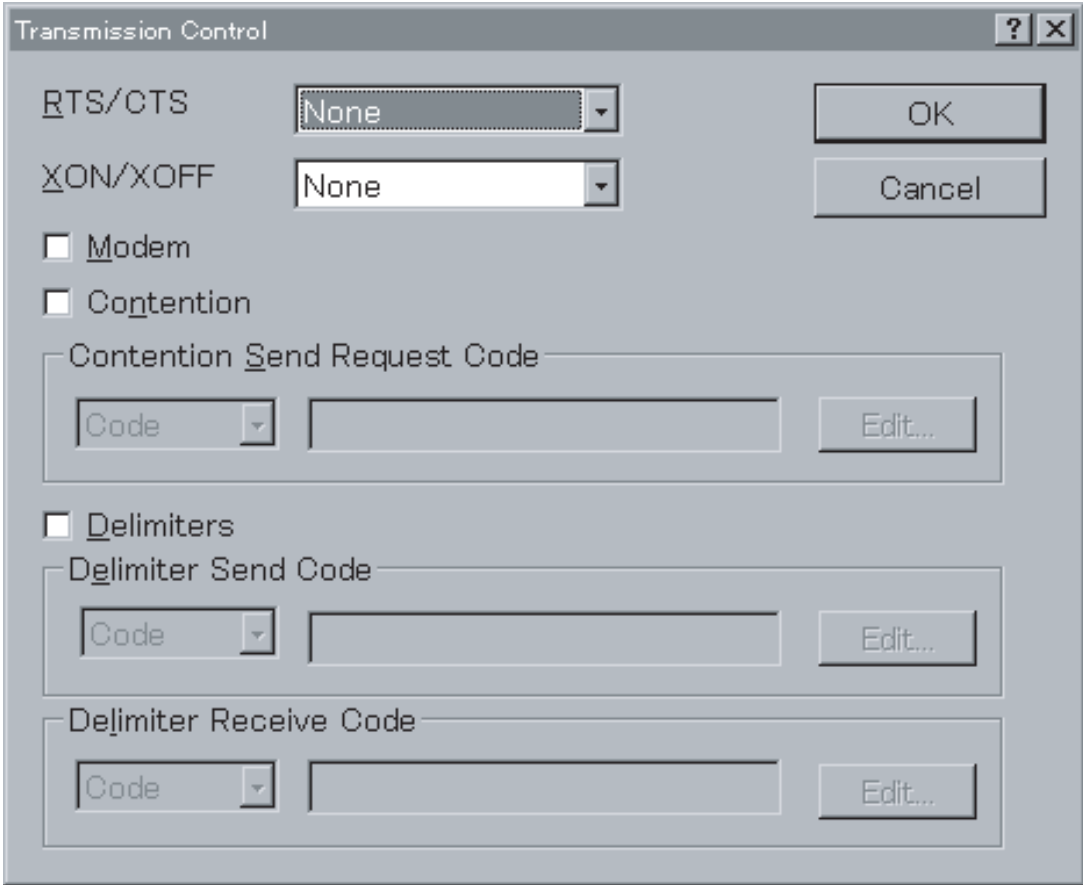 Transmission Control
RTS/CTS
None
OK
XON/XOFF
None
Cancel
Modem
Contention
Contention Send Request Code
Code
Edit...
Delimiters
Delimiter Send Code
Code
Edit...
Delimiter Receive Code
Code
Edit...